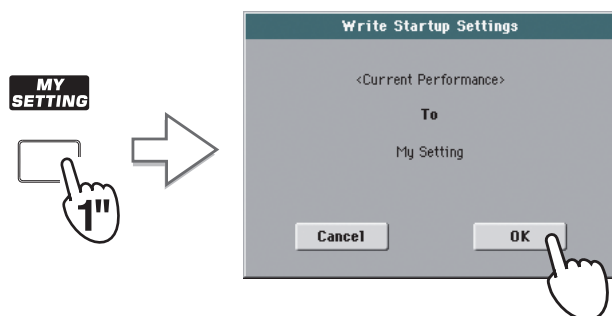 MY
SETTING
1"
Write Startup Settings
<Current Performance>
To
My Setting
Cancel
OK